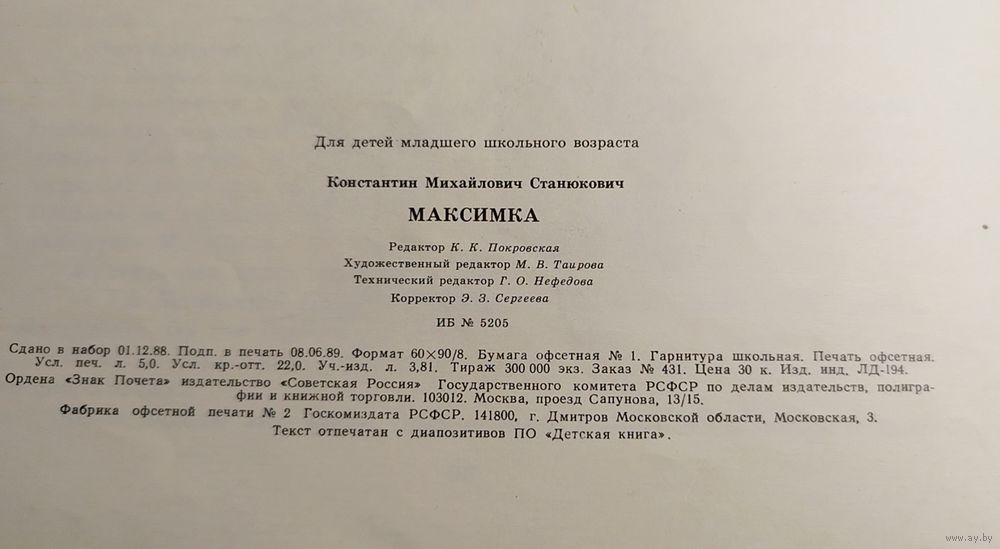 Для детей младшего школьного возраста
Константин Михайлович Станюкович
МАКСИМКА
Редактор К. К. Покровская
Художественный редактор М. В. Таирова
Технический редактор Г. О. Нефедова
Корректор Э. З. Сергеева
ИБ № 5205
Сдано в набор 01.12.88. Подп. в печать 08.06.89. Формат 60×90/8. Бумага офсетная № 1. Гарнитура школьная. Печать офсетная.
Усл. печ. л. 5,0. Усл. кр.-отт. 22,0. Уч.-изд. л. 3,81. Тираж 300 000 экз. Заказ № 431. Цена 30 к. Изд. инд. ЛД-194.
Ордена «Знак Почета» издательство «Советская Россия» Государственного комитета РСФСР по делам издательств, полигра-
фии и книжной торговли. 103012. Москва, проезд Сапунова, 13/15.
Фабрика офсетной печати № 2 Госкомиздата РСФСР. 141800, г. Дмитров Московской области, Московская, 3.
Текст отпечатан с диапозитивов ПО «Детская книга».
www.ay.by